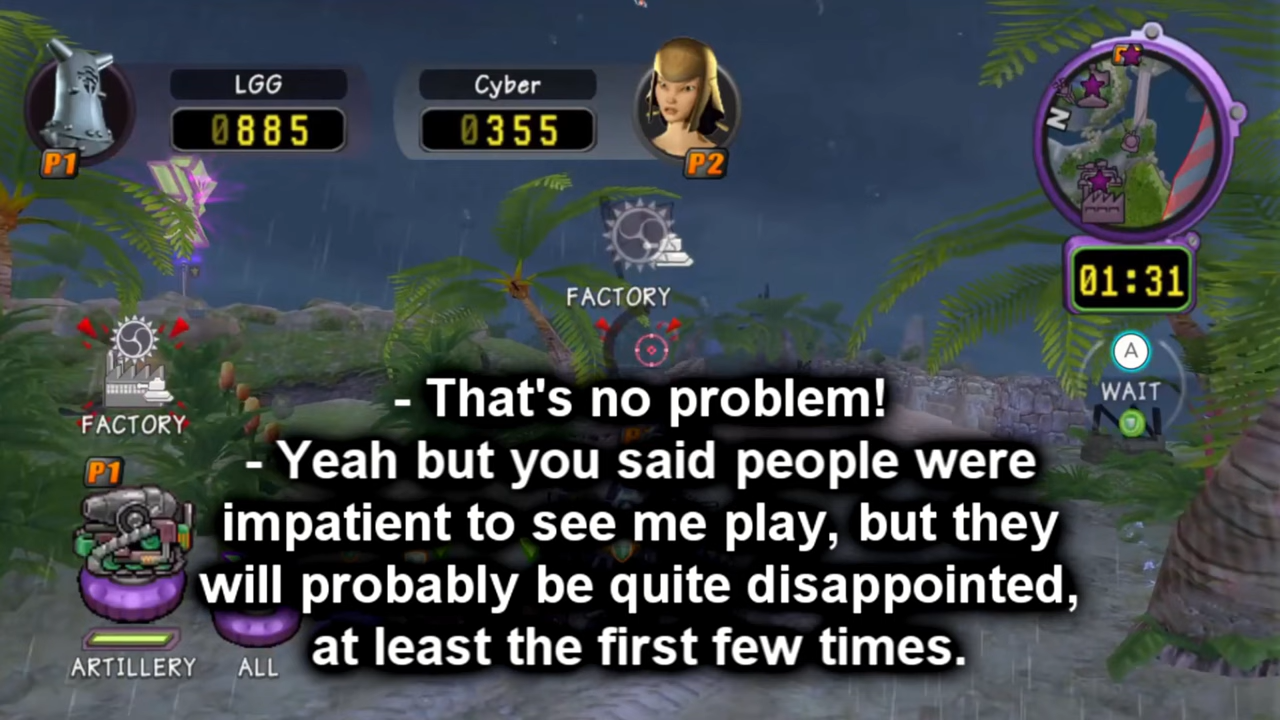 LGG
Cyber
0885
0355
P1
P2
N
01:31
FACTORY
A
WAIT
FACTORY
- That's no problem!
- Yeah but you said people were
impatient to see me play, but they
will probably be quite disappointed,
at least the first few times.
P1
ARTILLERY
ALL